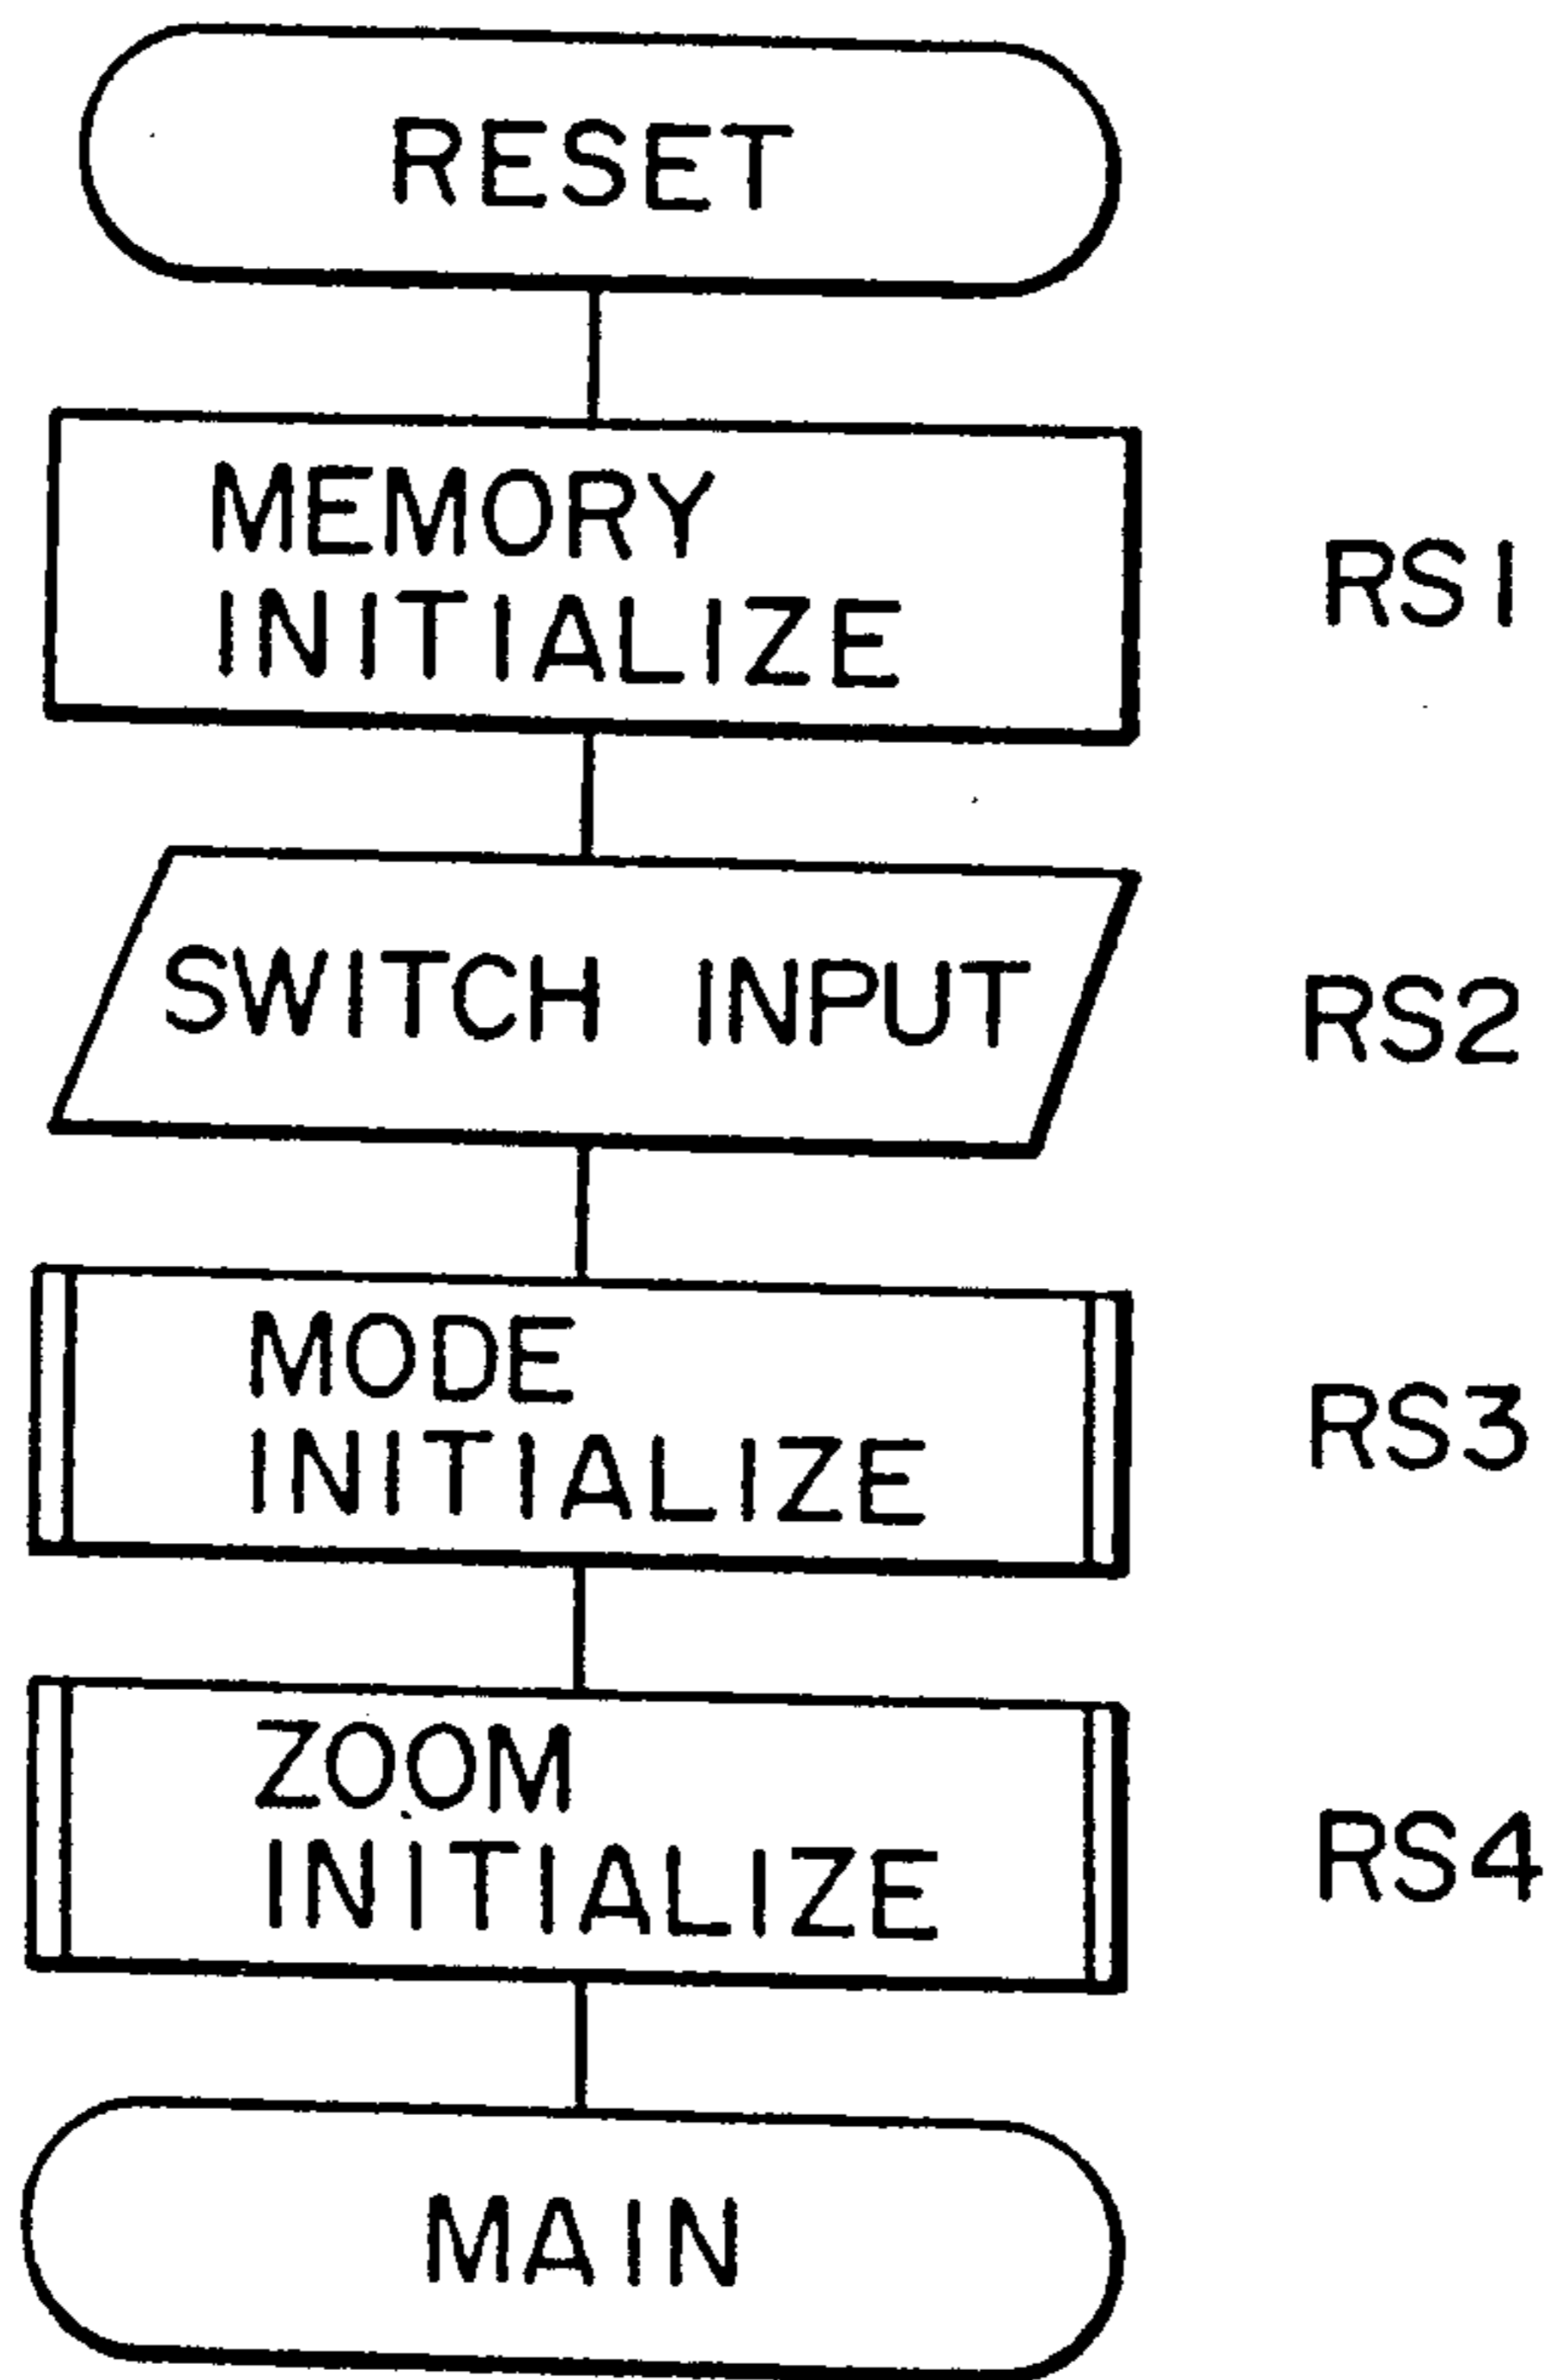 RESET
MEMORY
INITIALIZE
RS1
SWITCH INPUT
RS2
MODE
INITIALIZE
RS3
ZOOM
INITIALIZE
RS4
MAIN